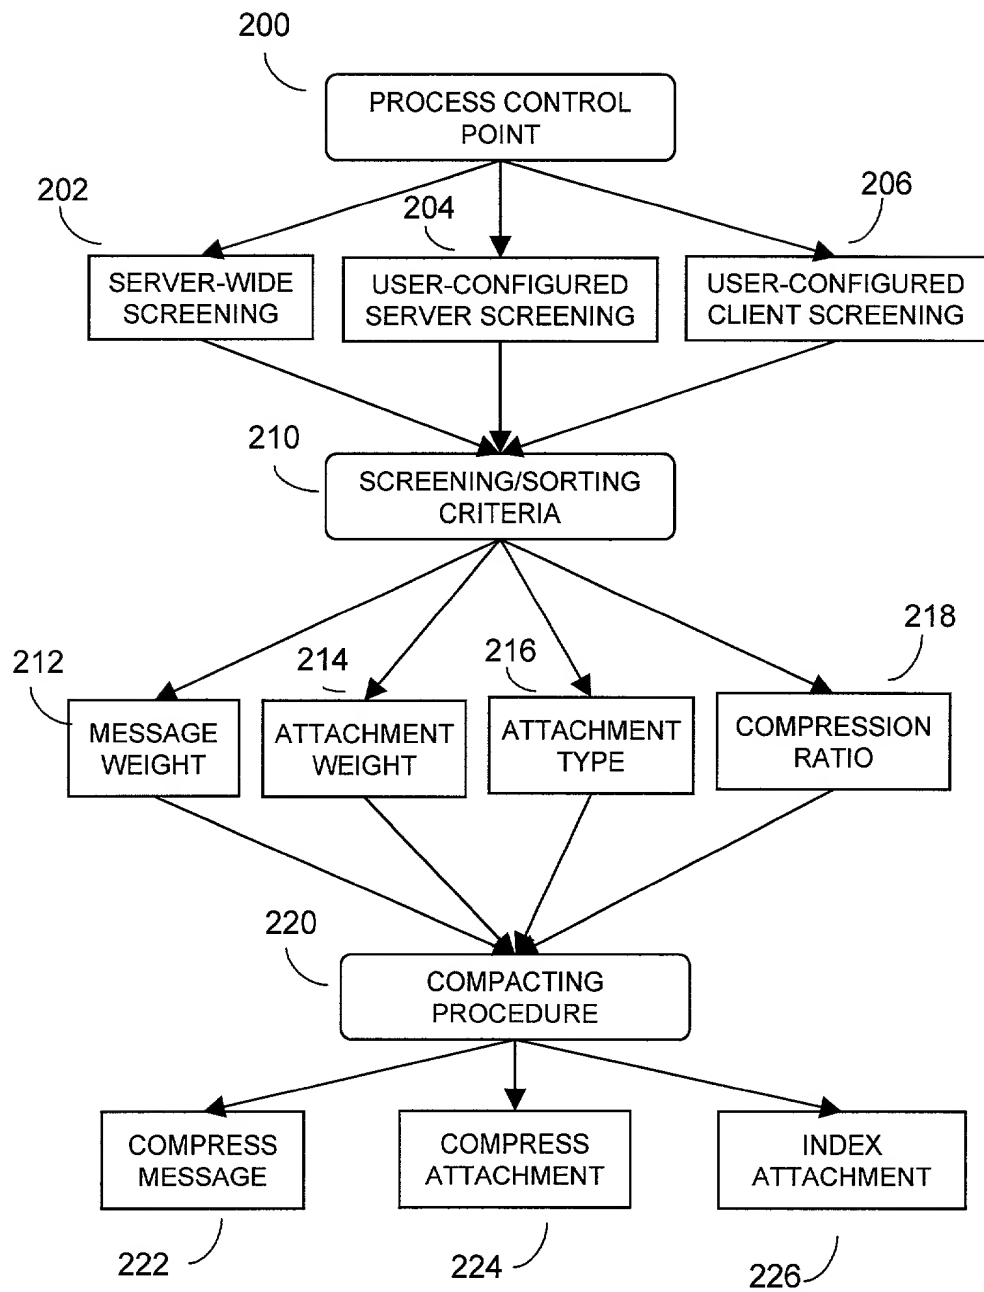 200
PROCESS CONTROL
POINT
202
204
206
SERVER-WIDE
SCREENING
USER-CONFIGURED
SERVER SCREENING
USER-CONFIGURED
CLIENT SCREENING
210
SCREENING/SORTING
CRITERIA
212
214
216
218
MESSAGE
WEIGHT
ATTACHMENT
WEIGHT
ATTACHMENT
TYPE
COMPRESSION
RATIO
220
COMPACTING
PROCEDURE
COMPRESS
MESSAGE
COMPRESS
ATTACHMENT
INDEX
ATTACHMENT
222
224
226